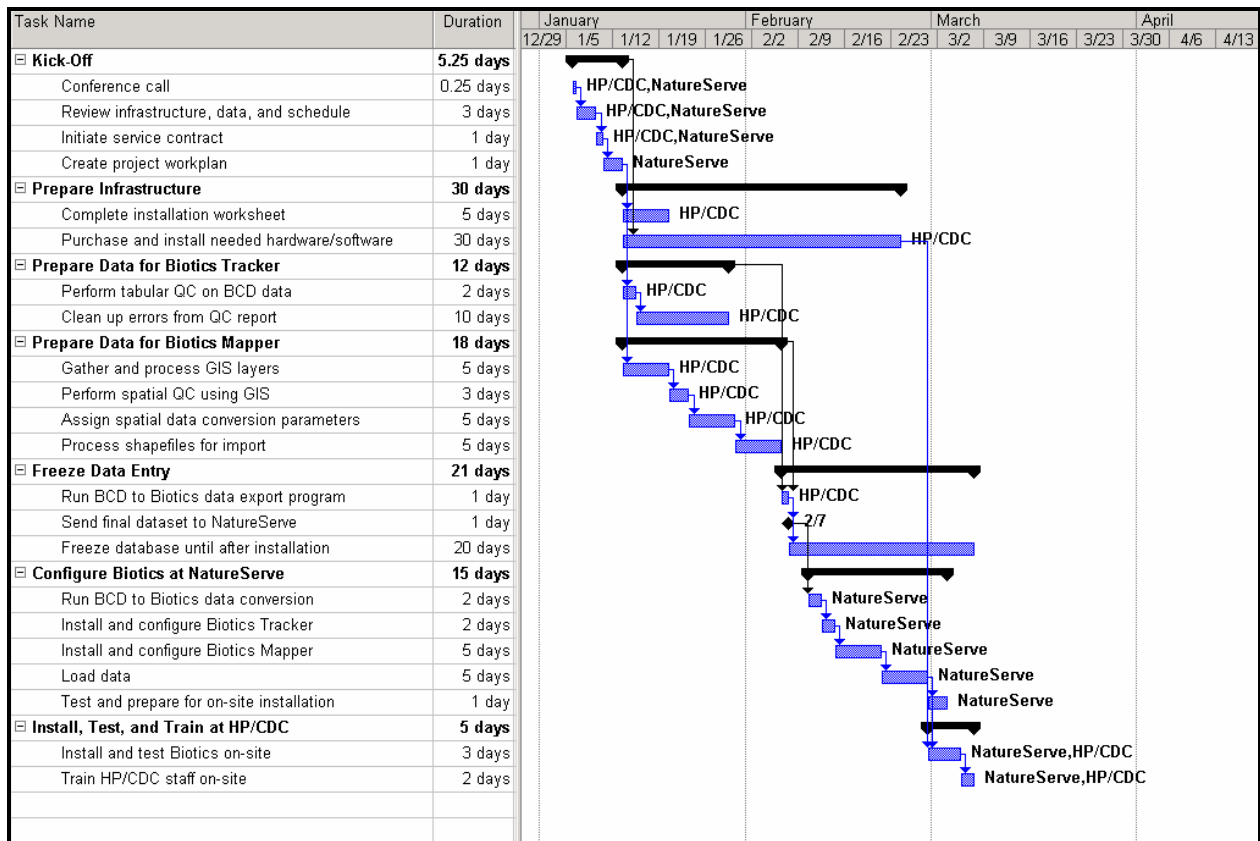 Task Name Duration January February March April
12/29 1/5 1/12 1/19 1/26 2/2 2/9 2/16 2/23 3/2 3/9 3/16 3/23 3/30 4/6 4/13
Kick-Off 5.25 days
Conference call 0.25 days HP/CDC,NatureServe
Review infrastructure, data, and schedule 3 days HP/CDC,NatureServe
Initiate service contract 1 day HP/CDC,NatureServe
Create project workplan 1 day NatureServe
Prepare Infrastructure 30 days
Complete installation worksheet 5 days HP/CDC
Purchase and install needed hardware/software 30 days HP/CDC
Prepare Data for Biotics Tracker 12 days
Perform tabular QC on BCD data 2 days HP/CDC
Clean up errors from QC report 10 days HP/CDC
Prepare Data for Biotics Mapper 18 days
Gather and process GIS layers 5 days HP/CDC
Perform spatial QC using GIS 3 days HP/CDC
Assign spatial data conversion parameters 5 days HP/CDC
Process shapefiles for import 5 days HP/CDC
Freeze Data Entry 21 days
Run BCD to Biotics data export program 1 day HP/CDC
Send final dataset to NatureServe 1 day 2/7
Freeze database until after installation 20 days
Configure Biotics at NatureServe 15 days
Run BCD to Biotics data conversion 2 days NatureServe
Install and configure Biotics Tracker 2 days NatureServe
Install and configure Biotics Mapper 5 days NatureServe
Load data 5 days NatureServe
Test and prepare for on-site installation 1 day NatureServe
Install, Test, and Train at HP/CDC 5 days
Install and test Biotics on-site 3 days NatureServe,HP/CDC
Train HP/CDC staff on-site 2 days NatureServe,HP/CDC